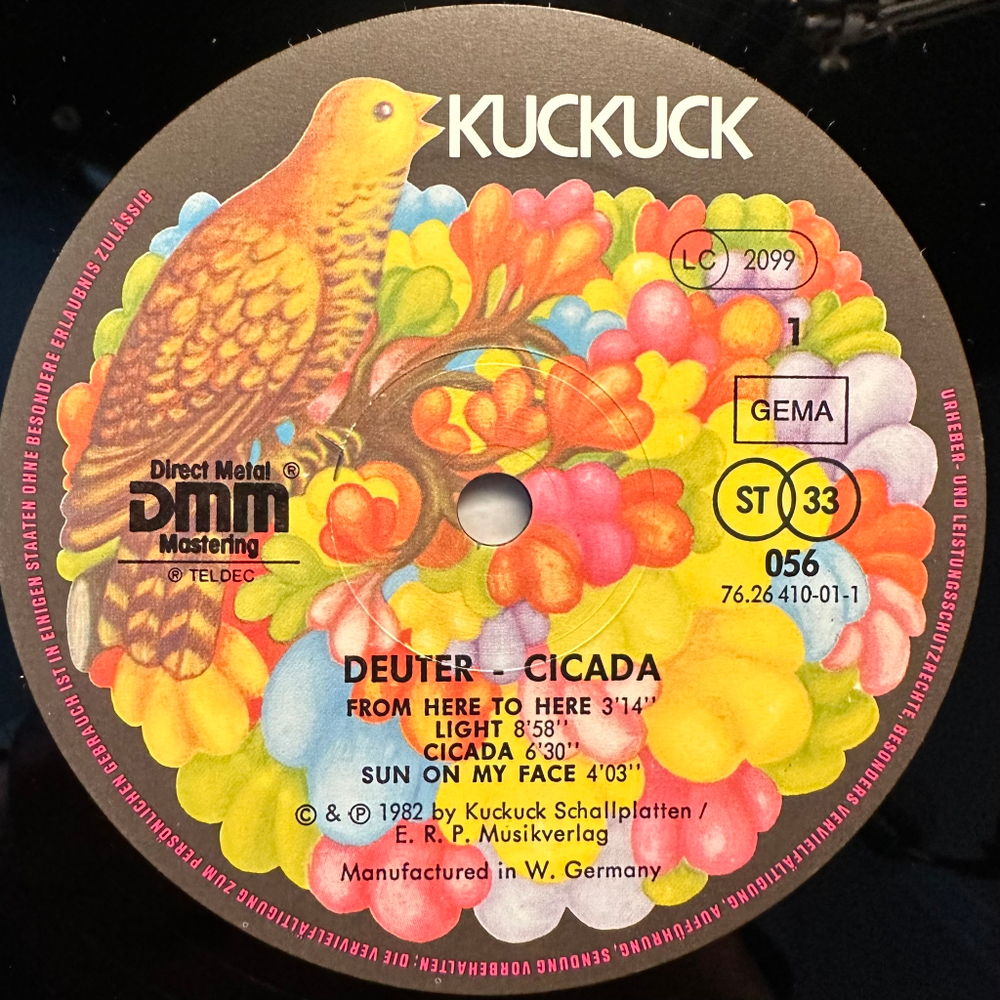 KUCKUCK
LC 2099
1
GEMA
ST 33
056
76.26 410-01-1
Direct Metal ®
DMM
Mastering
® TELDEC
DEUTER - CICADA
FROM HERE TO HERE 3'14''
LIGHT 8'58''
CICADA 6'30''
SUN ON MY FACE 4'03''
© & ℗ 1982 by Kuckuck Schallplatten /
E. R. P. Musikverlag
Manufactured in W. Germany
URHEBER- UND LEISTUNGSSCHUTZRECHTE, BESONDERS VERVIELFÄLTIGUNG, AUFFÜHRUNG, SENDUNG VORBEHALTEN; DIE VERVIELFÄLTIGUNG ZUM PERSÖNLICHEN GEBRAUCH IST IN EINIGEN STAATEN OHNE BESONDERE ERLAUBNIS ZULÄSSIG